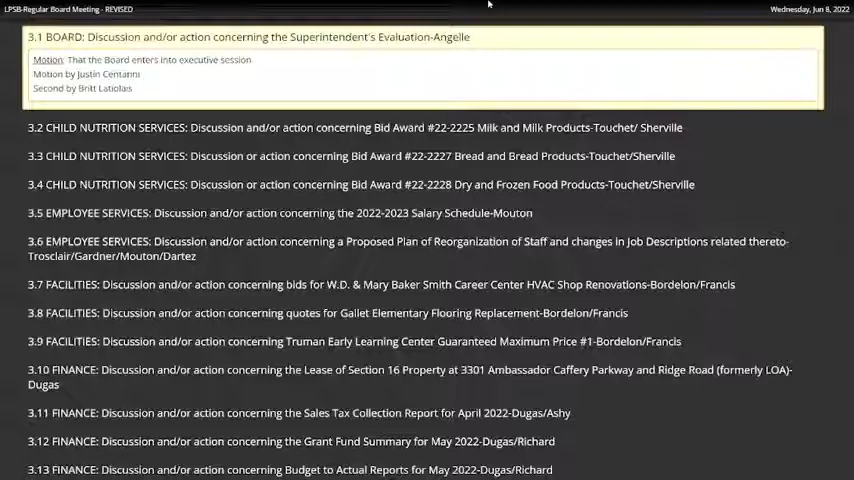 LPSB-Regular Board Meeting - REVISED
Wednesday, Jun 8, 2022
3.1 BOARD: Discussion and/or action concerning the Superintendent's Evaluation-Angelle
Motion: That the Board enters into executive session
Motion by Justin Centanni
Second by Britt Latiolais
3.2 CHILD NUTRITION SERVICES: Discussion and/or action concerning Bid Award #22-2225 Milk and Milk Products-Touchet/ Sherville
3.3 CHILD NUTRITION SERVICES: Discussion or action concerning Bid Award #22-2227 Bread and Bread Products-Touchet/Sherville
3.4 CHILD NUTRITION SERVICES: Discussion or action concerning Bid Award #22-2228 Dry and Frozen Food Products-Touchet/Sherville
3.5 EMPLOYEE SERVICES: Discussion and/or action concerning the 2022-2023 Salary Schedule-Mouton
3.6 EMPLOYEE SERVICES: Discussion and/or action concerning a Proposed Plan of Reorganization of Staff and changes in Job Descriptions related thereto-
Trosclair/Gardner/Mouton/Dartez
3.7 FACILITIES: Discussion and/or action concerning bids for W.D. & Mary Baker Smith Career Center HVAC Shop Renovations-Bordelon/Francis
3.8 FACILITIES: Discussion and/or action concerning quotes for Gallet Elementary Flooring Replacement-Bordelon/Francis
3.9 FACILITIES: Discussion and/or action concerning Truman Early Learning Center Guaranteed Maximum Price #1-Bordelon/Francis
3.10 FINANCE: Discussion and/or action concerning the Lease of Section 16 Property at 3301 Ambassador Caffery Parkway and Ridge Road (formerly LOA)-
Dugas
3.11 FINANCE: Discussion and/or action concerning the Sales Tax Collection Report for April 2022-Dugas/Ashy
3.12 FINANCE: Discussion and/or action concerning the Grant Fund Summary for May 2022-Dugas/Richard
3.13 FINANCE: Discussion and/or action concerning Budget to Actual Reports for May 2022-Dugas/Richard